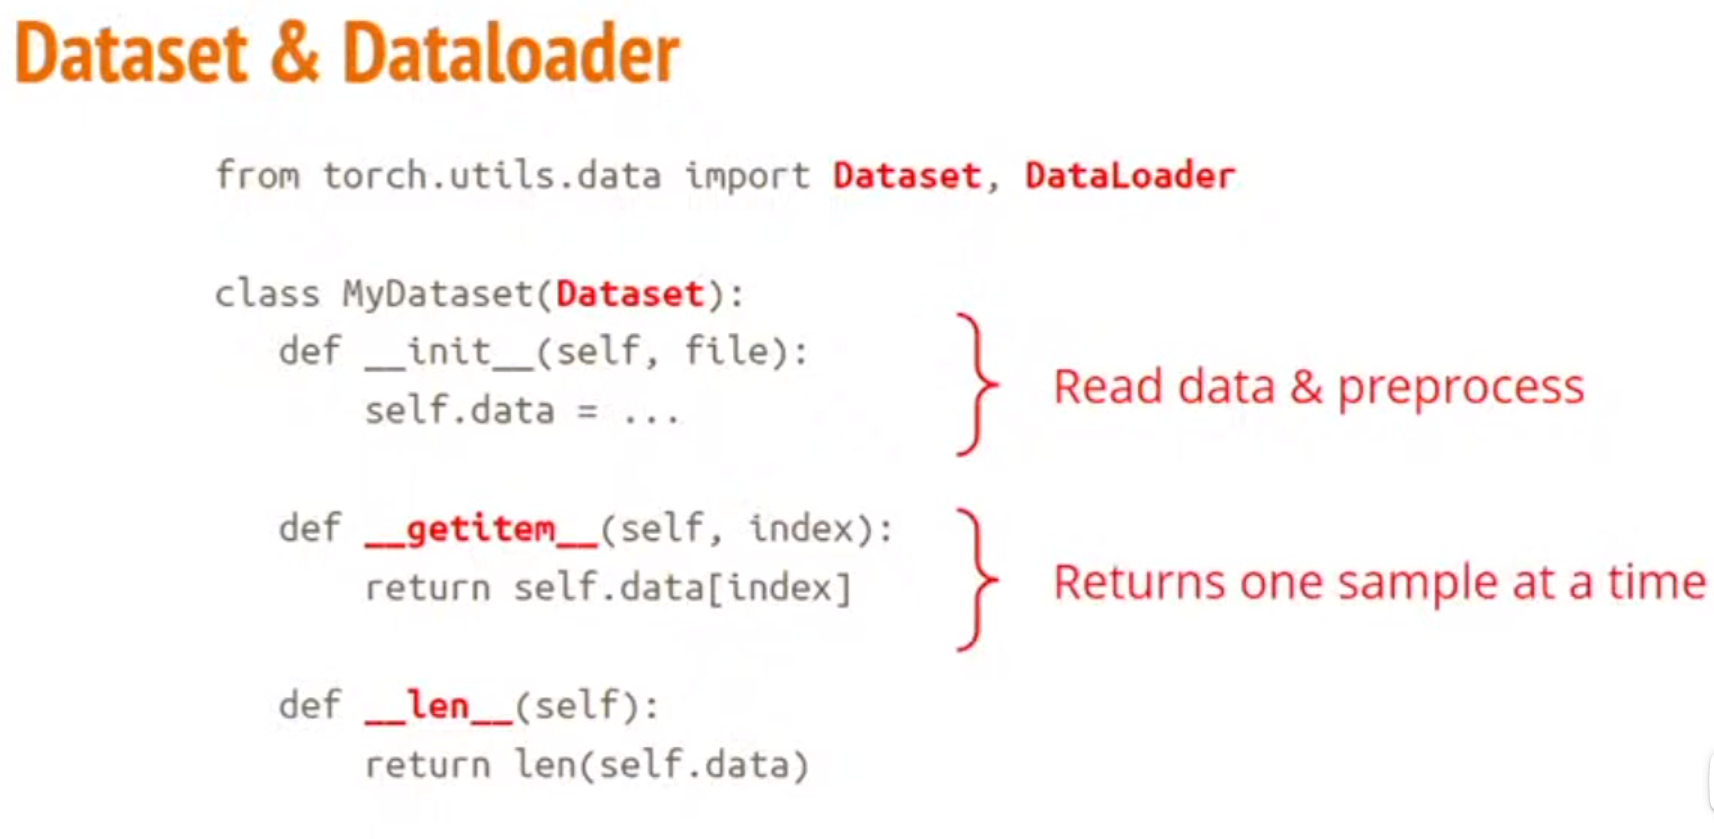 Dataset & Dataloader
from torch.utils.data import Dataset, DataLoader
class MyDataset(Dataset):
def __init__(self, file):
self.data = ...
Read data & preprocess
def __getitem__(self, index):
return self.data[index]
Returns one sample at a time
def __len__(self):
return len(self.data)